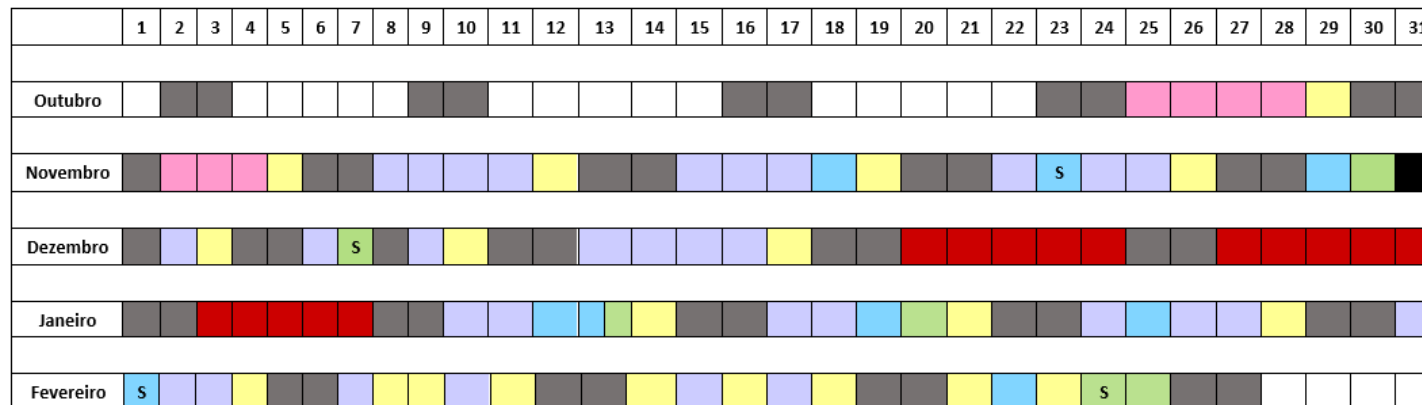 1 2 3 4 5 6 7 8 9 10 11 12 13 14 15 16 17 18 19 20 21 22 23 24 25 26 27 28 29 30 31
Outubro
Novembro S
Dezembro S
Janeiro
Fevereiro S S